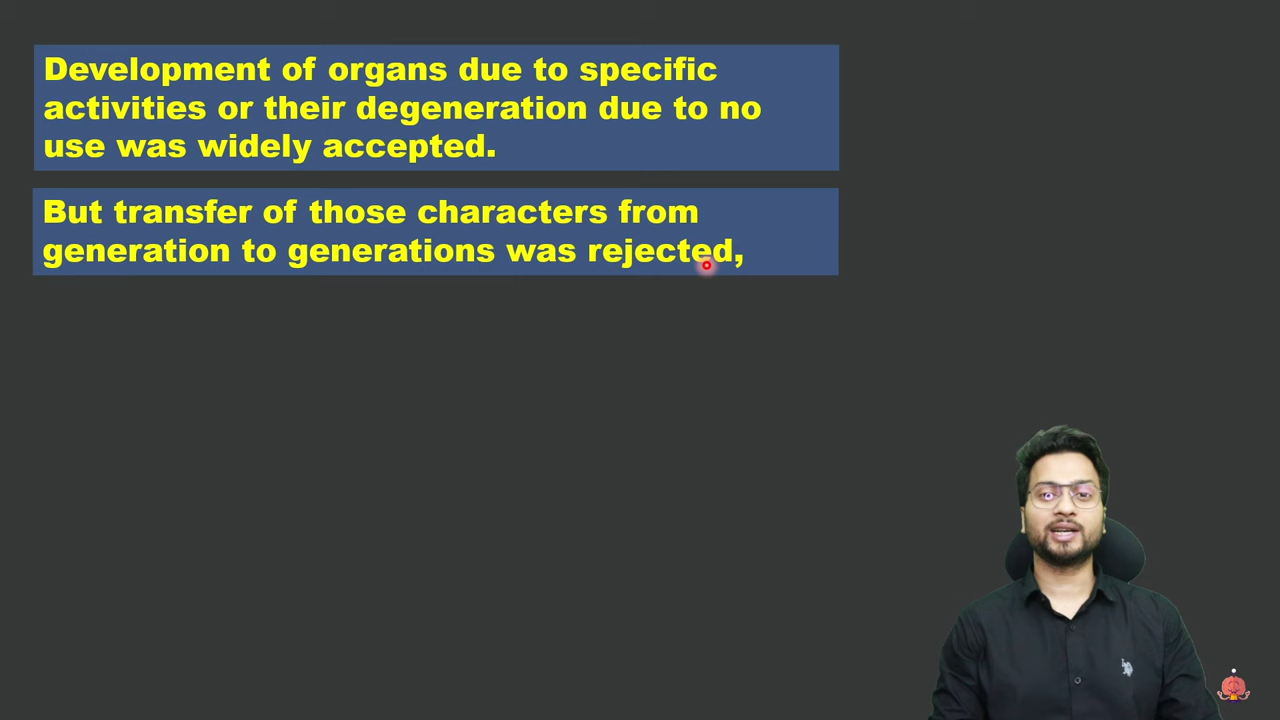 Development of organs due to specific
activities or their degeneration due to no
use was widely accepted.
But transfer of those characters from
generation to generations was rejected,